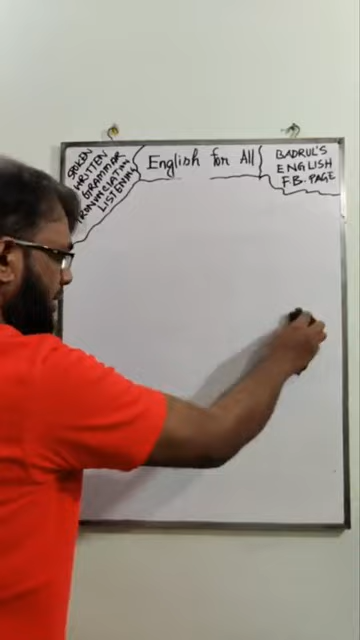 SPOKEN
WRITTEN
GRAMMAR
PRONUNCIATION
LISTENING
English for All
BADRUL'S
ENGLISH
F.B. PAGE